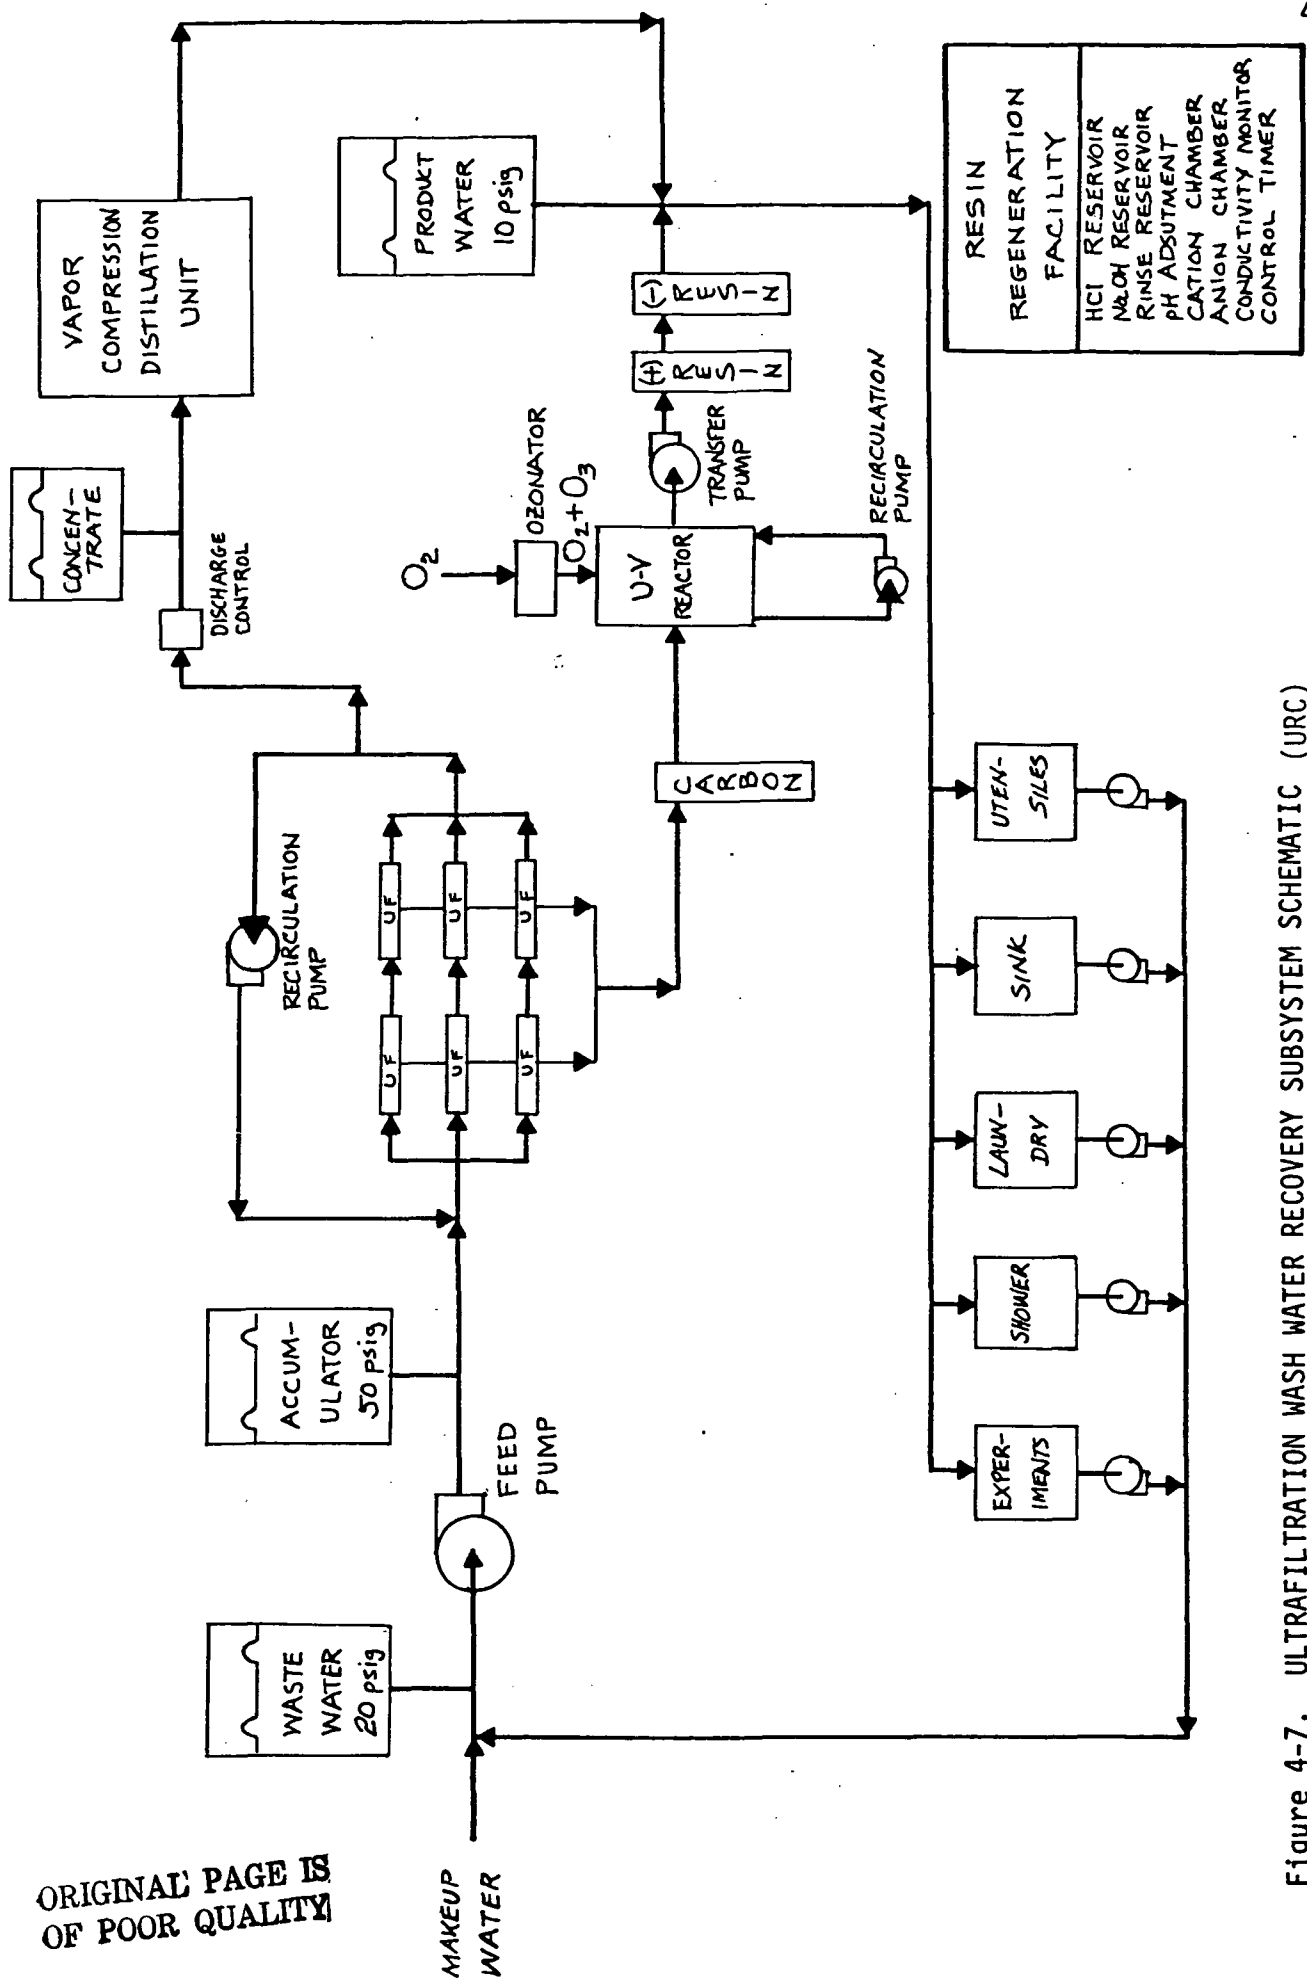 ORIGINAL PAGE IS
OF POOR QUALITY
MAKEUP
WATER
WASTE
WATER
20 psig
FEED
PUMP
ACCUM-
ULATOR
50 psig
RECIRCULATION
PUMP
UF
UF
UF
UF
UF
UF
DISCHARGE
CONTROL
CONCEN-
TRATE
VAPOR
COMPRESSION
DISTILLATION
UNIT
CARBON
O2
OZONATOR
O2+O3
U-V
REACTOR
RECIRCULATION
PUMP
TRANSFER
PUMP
(+)
RESIN
(-)
RESIN
PRODUCT
WATER
10 psig
EXPER-
IMENTS
SHOWER
LAUN-
DRY
SINK
UTEN-
SILES
RESIN
REGENERATION
FACILITY
HCl RESERVOIR
NaOH RESERVOIR
RINSE RESERVOIR
pH ADSUTMENT
CATION CHAMBER
ANION CHAMBER
CONDUCTIVITY MONITOR
CONTROL TIMER
Figure 4-7. ULTRAFILTRATION WASH WATER RECOVERY SUBSYSTEM SCHEMATIC (URC)